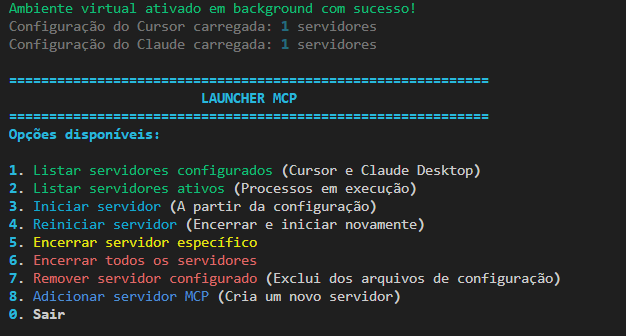 Ambiente virtual ativado em background com sucesso!
Configuração do Cursor carregada: 1 servidores
Configuração do Claude carregada: 1 servidores
============================================================
LAUNCHER MCP
============================================================
Opções disponíveis:
1. Listar servidores configurados (Cursor e Claude Desktop)
2. Listar servidores ativos (Processos em execução)
3. Iniciar servidor (A partir da configuração)
4. Reiniciar servidor (Encerrar e iniciar novamente)
5. Encerrar servidor específico
6. Encerrar todos os servidores
7. Remover servidor configurado (Exclui dos arquivos de configuração)
8. Adicionar servidor MCP (Cria um novo servidor)
0. Sair